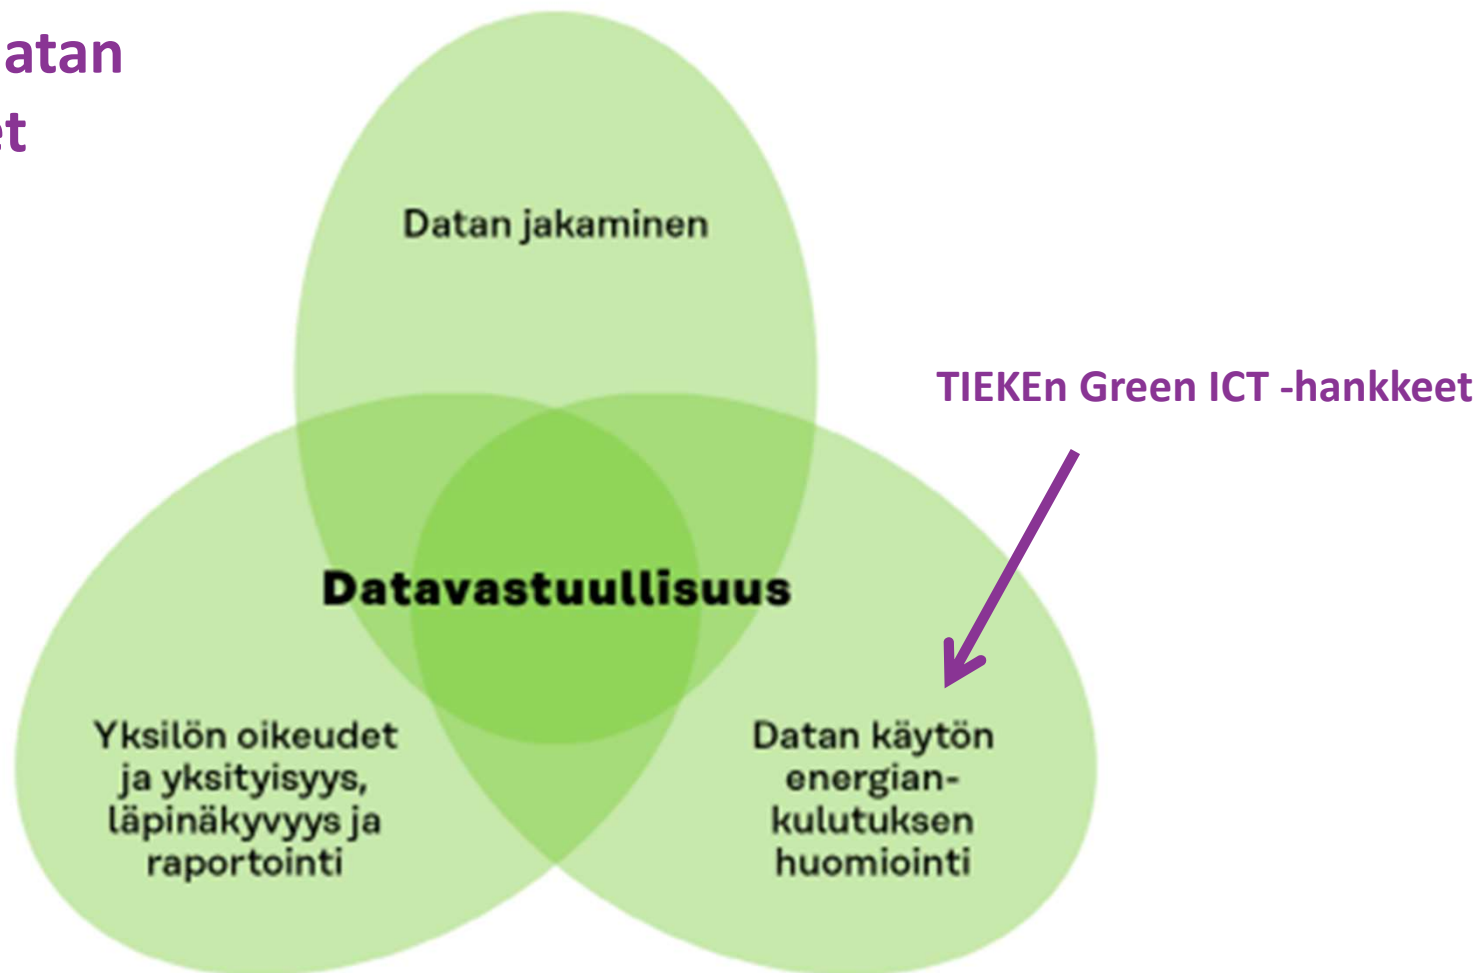 atan
et
Datan jakaminen
TIEKEn Green ICT -hankkeet
Datavastuullisuus
Yksilön oikeudet
ja yksityisyys,
läpinäkyvyys ja
raportointi
Datan käytön
energian-
kulutuksen
huomiointi